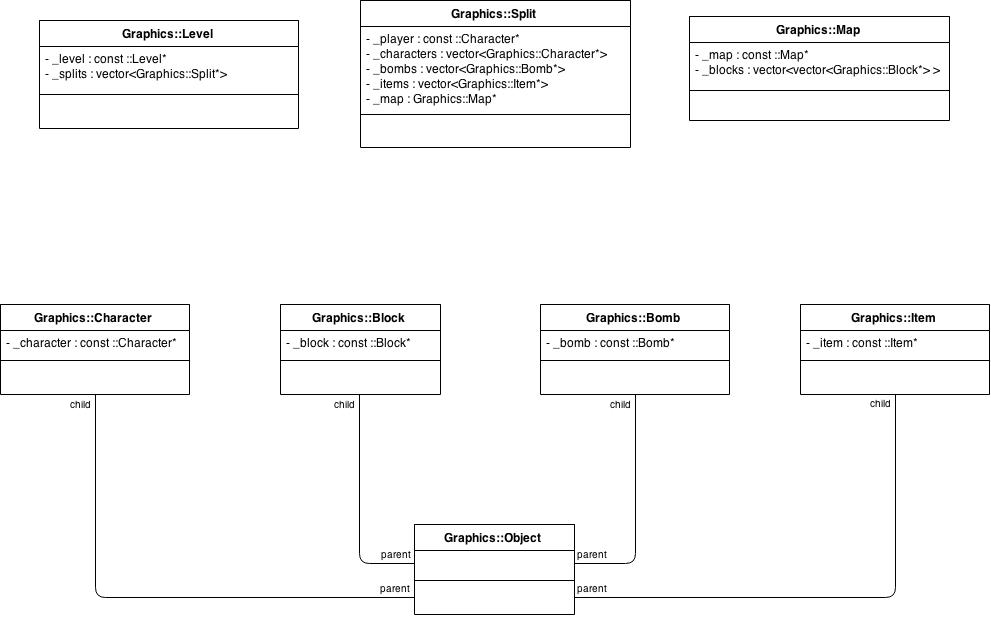 Graphics::Level
- _level : const ::Level*
- _splits : vector<Graphics::Split*>
Graphics::Split
- _player : const ::Character*
- _characters : vector<Graphics::Character*>
- _bombs : vector<Graphics::Bomb*>
- _items : vector<Graphics::Item*>
- _map : Graphics::Map*
Graphics::Map
- _map : const ::Map*
- _blocks : vector<vector<Graphics::Block*> >
Graphics::Character
- _character : const ::Character*
child
Graphics::Block
- _block : const ::Block*
child
Graphics::Bomb
- _bomb : const ::Bomb*
child
Graphics::Item
- _item : const ::Item*
child
Graphics::Object
parent
parent
parent
parent